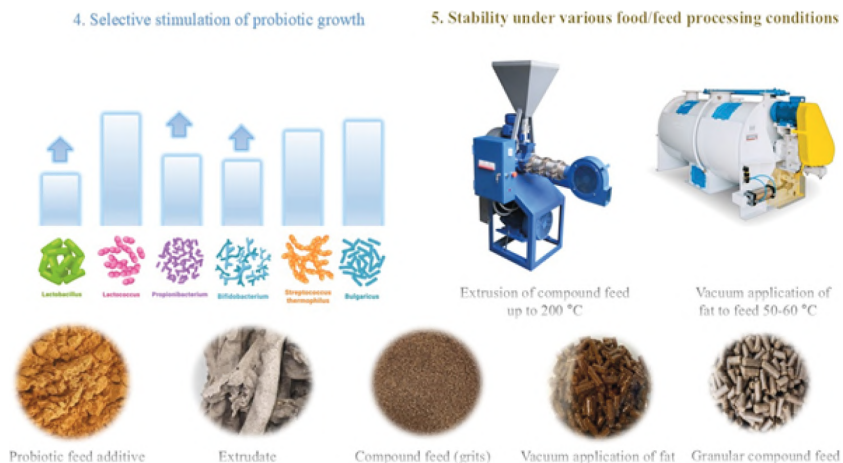 4. Selective stimulation of probiotic growth
5. Stability under various food/feed processing conditions
Lactobacillus
Lactococcus
Propionibacterium
Bifidobacterium
Streptococcus
thermophilus
Bulgaricus
Extrusion of compound feed
up to 200 °C
Vacuum application of
fat to feed 50-60 °C
Probiotic feed additive
Extrudate
Compound feed (grits)
Vacuum application of fat
Granular compound feed